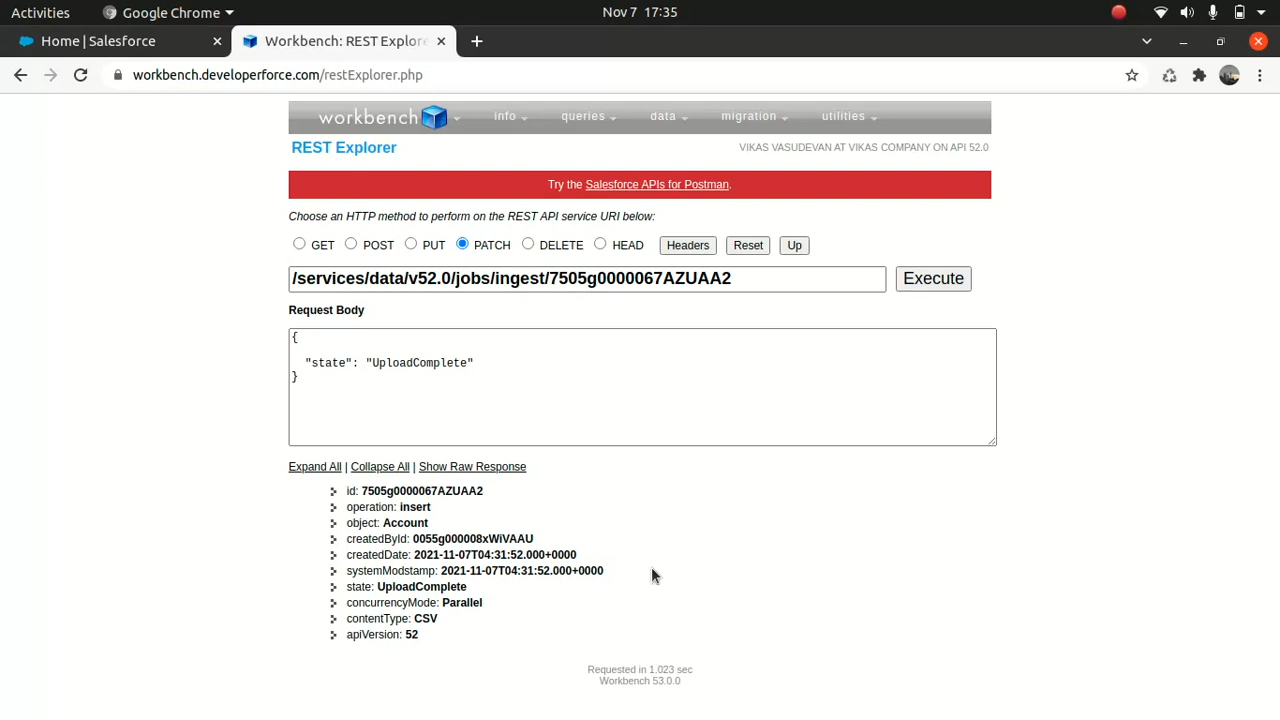 Activities Google Chrome Nov 7 17:35
Home | Salesforce Workbench: REST Explore
workbench.developerforce.com/restExplorer.php
workbench info queries data migration utilities
REST Explorer VIKAS VASUDEVAN AT VIKAS COMPANY ON API 52.0
Try the Salesforce APIs for Postman.
Choose an HTTP method to perform on the REST API service URI below:
GET POST PUT PATCH DELETE HEAD Headers Reset Up
/services/data/v52.0/jobs/ingest/7505g0000067AZUAA2 Execute
Request Body
{
"state": "UploadComplete"
}
Expand All | Collapse All | Show Raw Response
id: 7505g0000067AZUAA2
operation: insert
object: Account
createdById: 0055g000008xWiVAAU
createdDate: 2021-11-07T04:31:52.000+0000
systemModstamp: 2021-11-07T04:31:52.000+0000
state: UploadComplete
concurrencyMode: Parallel
contentType: CSV
apiVersion: 52
Requested in 1.023 sec
Workbench 53.0.0